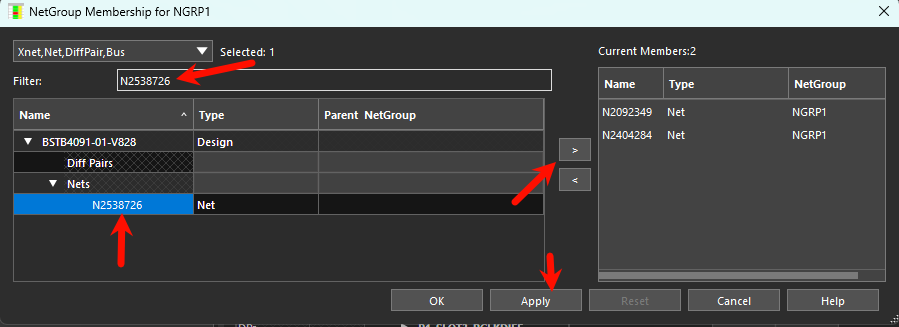 NetGroup Membership for NGRP1
Xnet,Net,DiffPair,Bus Selected: 1
Filter: N2538726
Name Type Parent NetGroup
BSTB4091-01-V828 Design
Diff Pairs
Nets
N2538726 Net
>
<
Current Members:2
Name Type NetGroup
N2092349 Net NGRP1
N2404284 Net NGRP1
OK Apply Reset Cancel Help